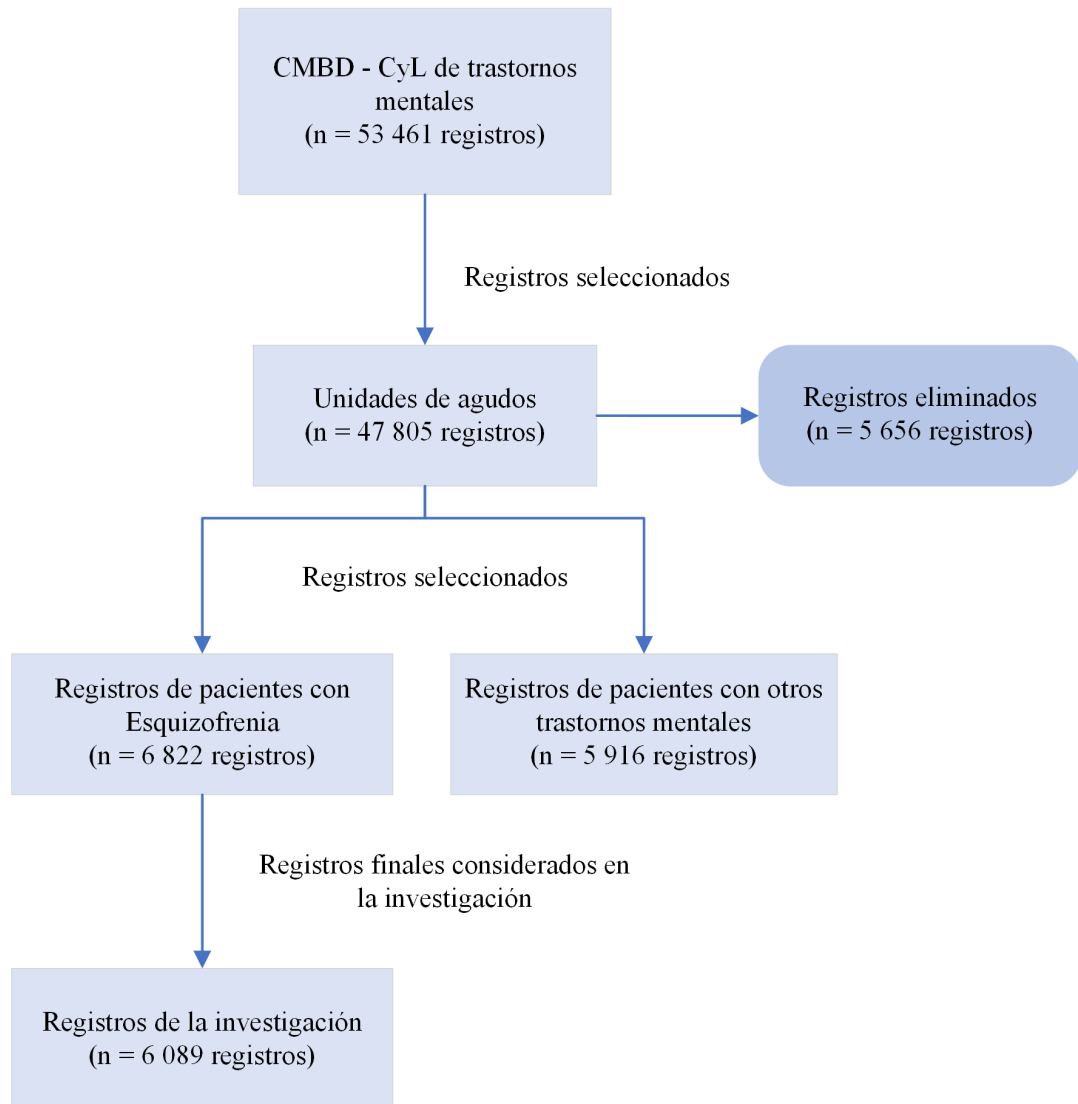 CMBD - CyL de trastornos
mentales
(n = 53 461 registros)
Registros seleccionados
Unidades de agudos
(n = 47 805 registros)
Registros eliminados
(n = 5 656 registros)
Registros seleccionados
Registros de pacientes con
Esquizofrenia
(n = 6 822 registros)
Registros de pacientes con otros
trastornos mentales
(n = 5 916 registros)
Registros finales considerados en
la investigación
Registros de la investigación
(n = 6 089 registros)